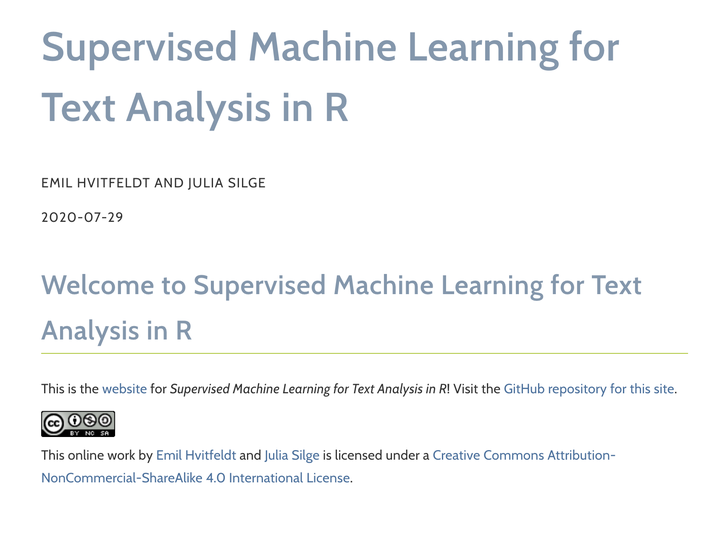 Supervised Machine Learning for
Text Analysis in R
EMIL HVITFELDT AND JULIA SILGE
2020-07-29
Welcome to Supervised Machine Learning for Text
Analysis in R
This is the website for Supervised Machine Learning for Text Analysis in R! Visit the GitHub repository for this site.
cc
BY NC SA
This online work by Emil Hvitfeldt and Julia Silge is licensed under a Creative Commons Attribution-
NonCommercial-ShareAlike 4.0 International License.